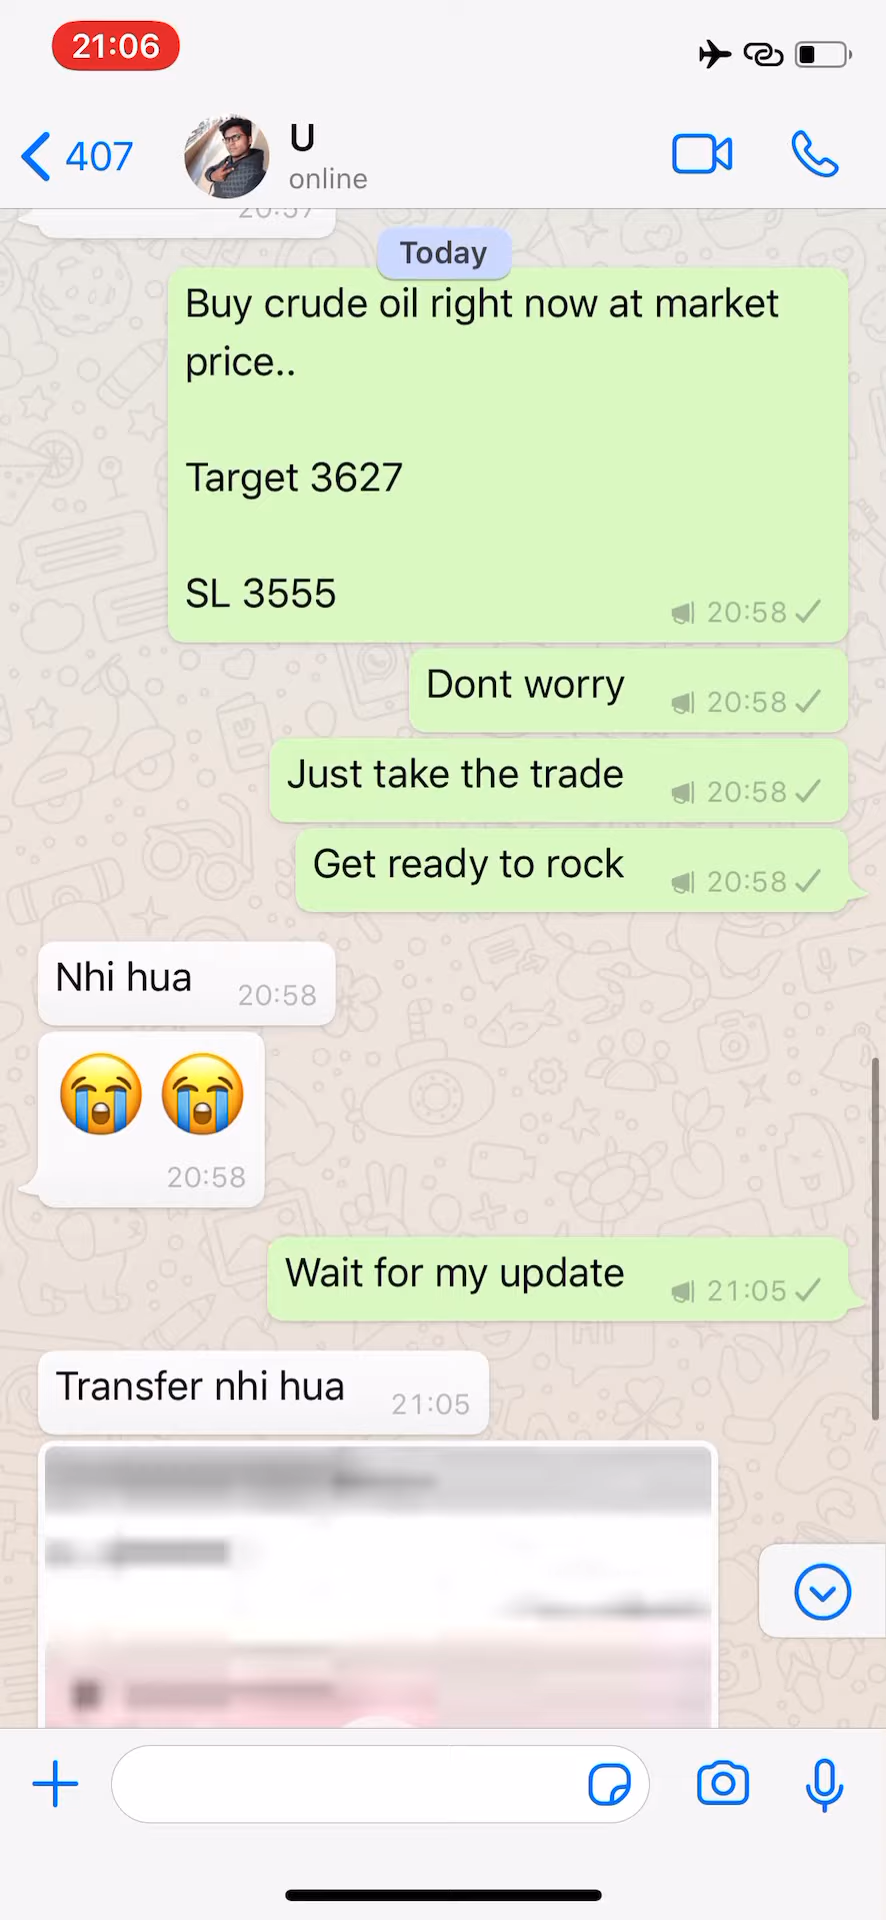 21:06
407
U
online
20:57
Today
Buy crude oil right now at market
price..
Target 3627
SL 3555
20:58
Dont worry
20:58
Just take the trade
20:58
Get ready to rock
20:58
Nhi hua
20:58
😭 😭
20:58
Wait for my update
21:05
Transfer nhi hua
21:05